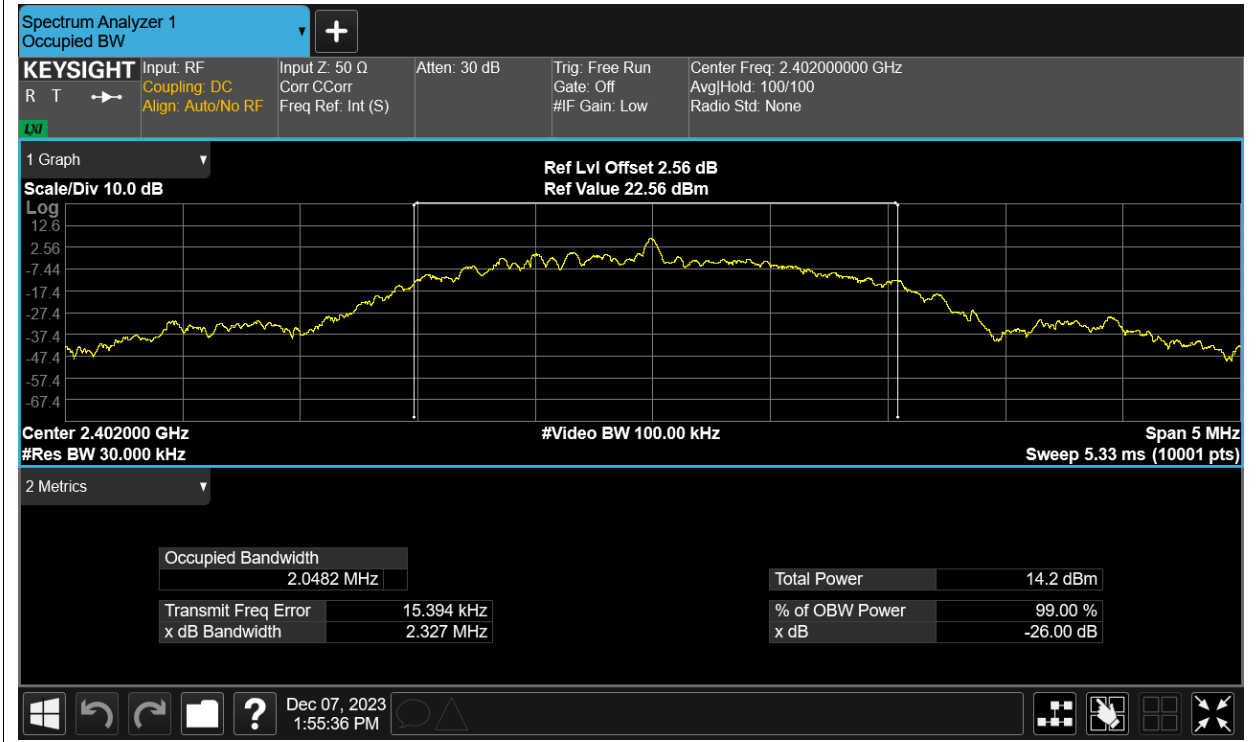 Spectrum Analyzer 1
Occupied BW
KEYSIGHT
R T
LXI
Input: RF
Coupling: DC
Align: Auto/No RF
Input Z: 50 Ω
Corr CCorr
Freq Ref: Int (S)
Atten: 30 dB
Trig: Free Run
Gate: Off
#IF Gain: Low
Center Freq: 2.402000000 GHz
Avg|Hold: 100/100
Radio Std: None
1 Graph
Scale/Div 10.0 dB
Ref Lvl Offset 2.56 dB
Ref Value 22.56 dBm
Log
12.6
2.56
-7.44
-17.4
-27.4
-37.4
-47.4
-57.4
-67.4
Center 2.402000 GHz
#Res BW 30.000 kHz
#Video BW 100.00 kHz
Span 5 MHz
Sweep 5.33 ms (10001 pts)
2 Metrics
Occupied Bandwidth
2.0482 MHz
Transmit Freq Error 15.394 kHz
x dB Bandwidth 2.327 MHz
Total Power 14.2 dBm
% of OBW Power 99.00 %
x dB -26.00 dB
?
Dec 07, 2023
1:55:36 PM